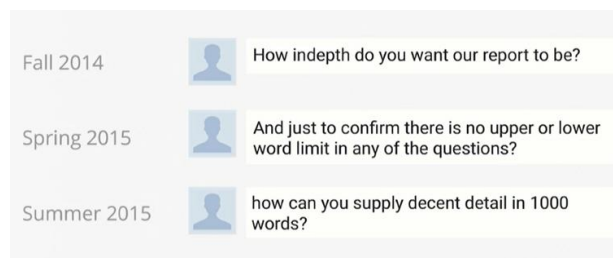 Fall 2014
How indepth do you want our report to be?
Spring 2015
And just to confirm there is no upper or lower
word limit in any of the questions?
Summer 2015
how can you supply decent detail in 1000
words?